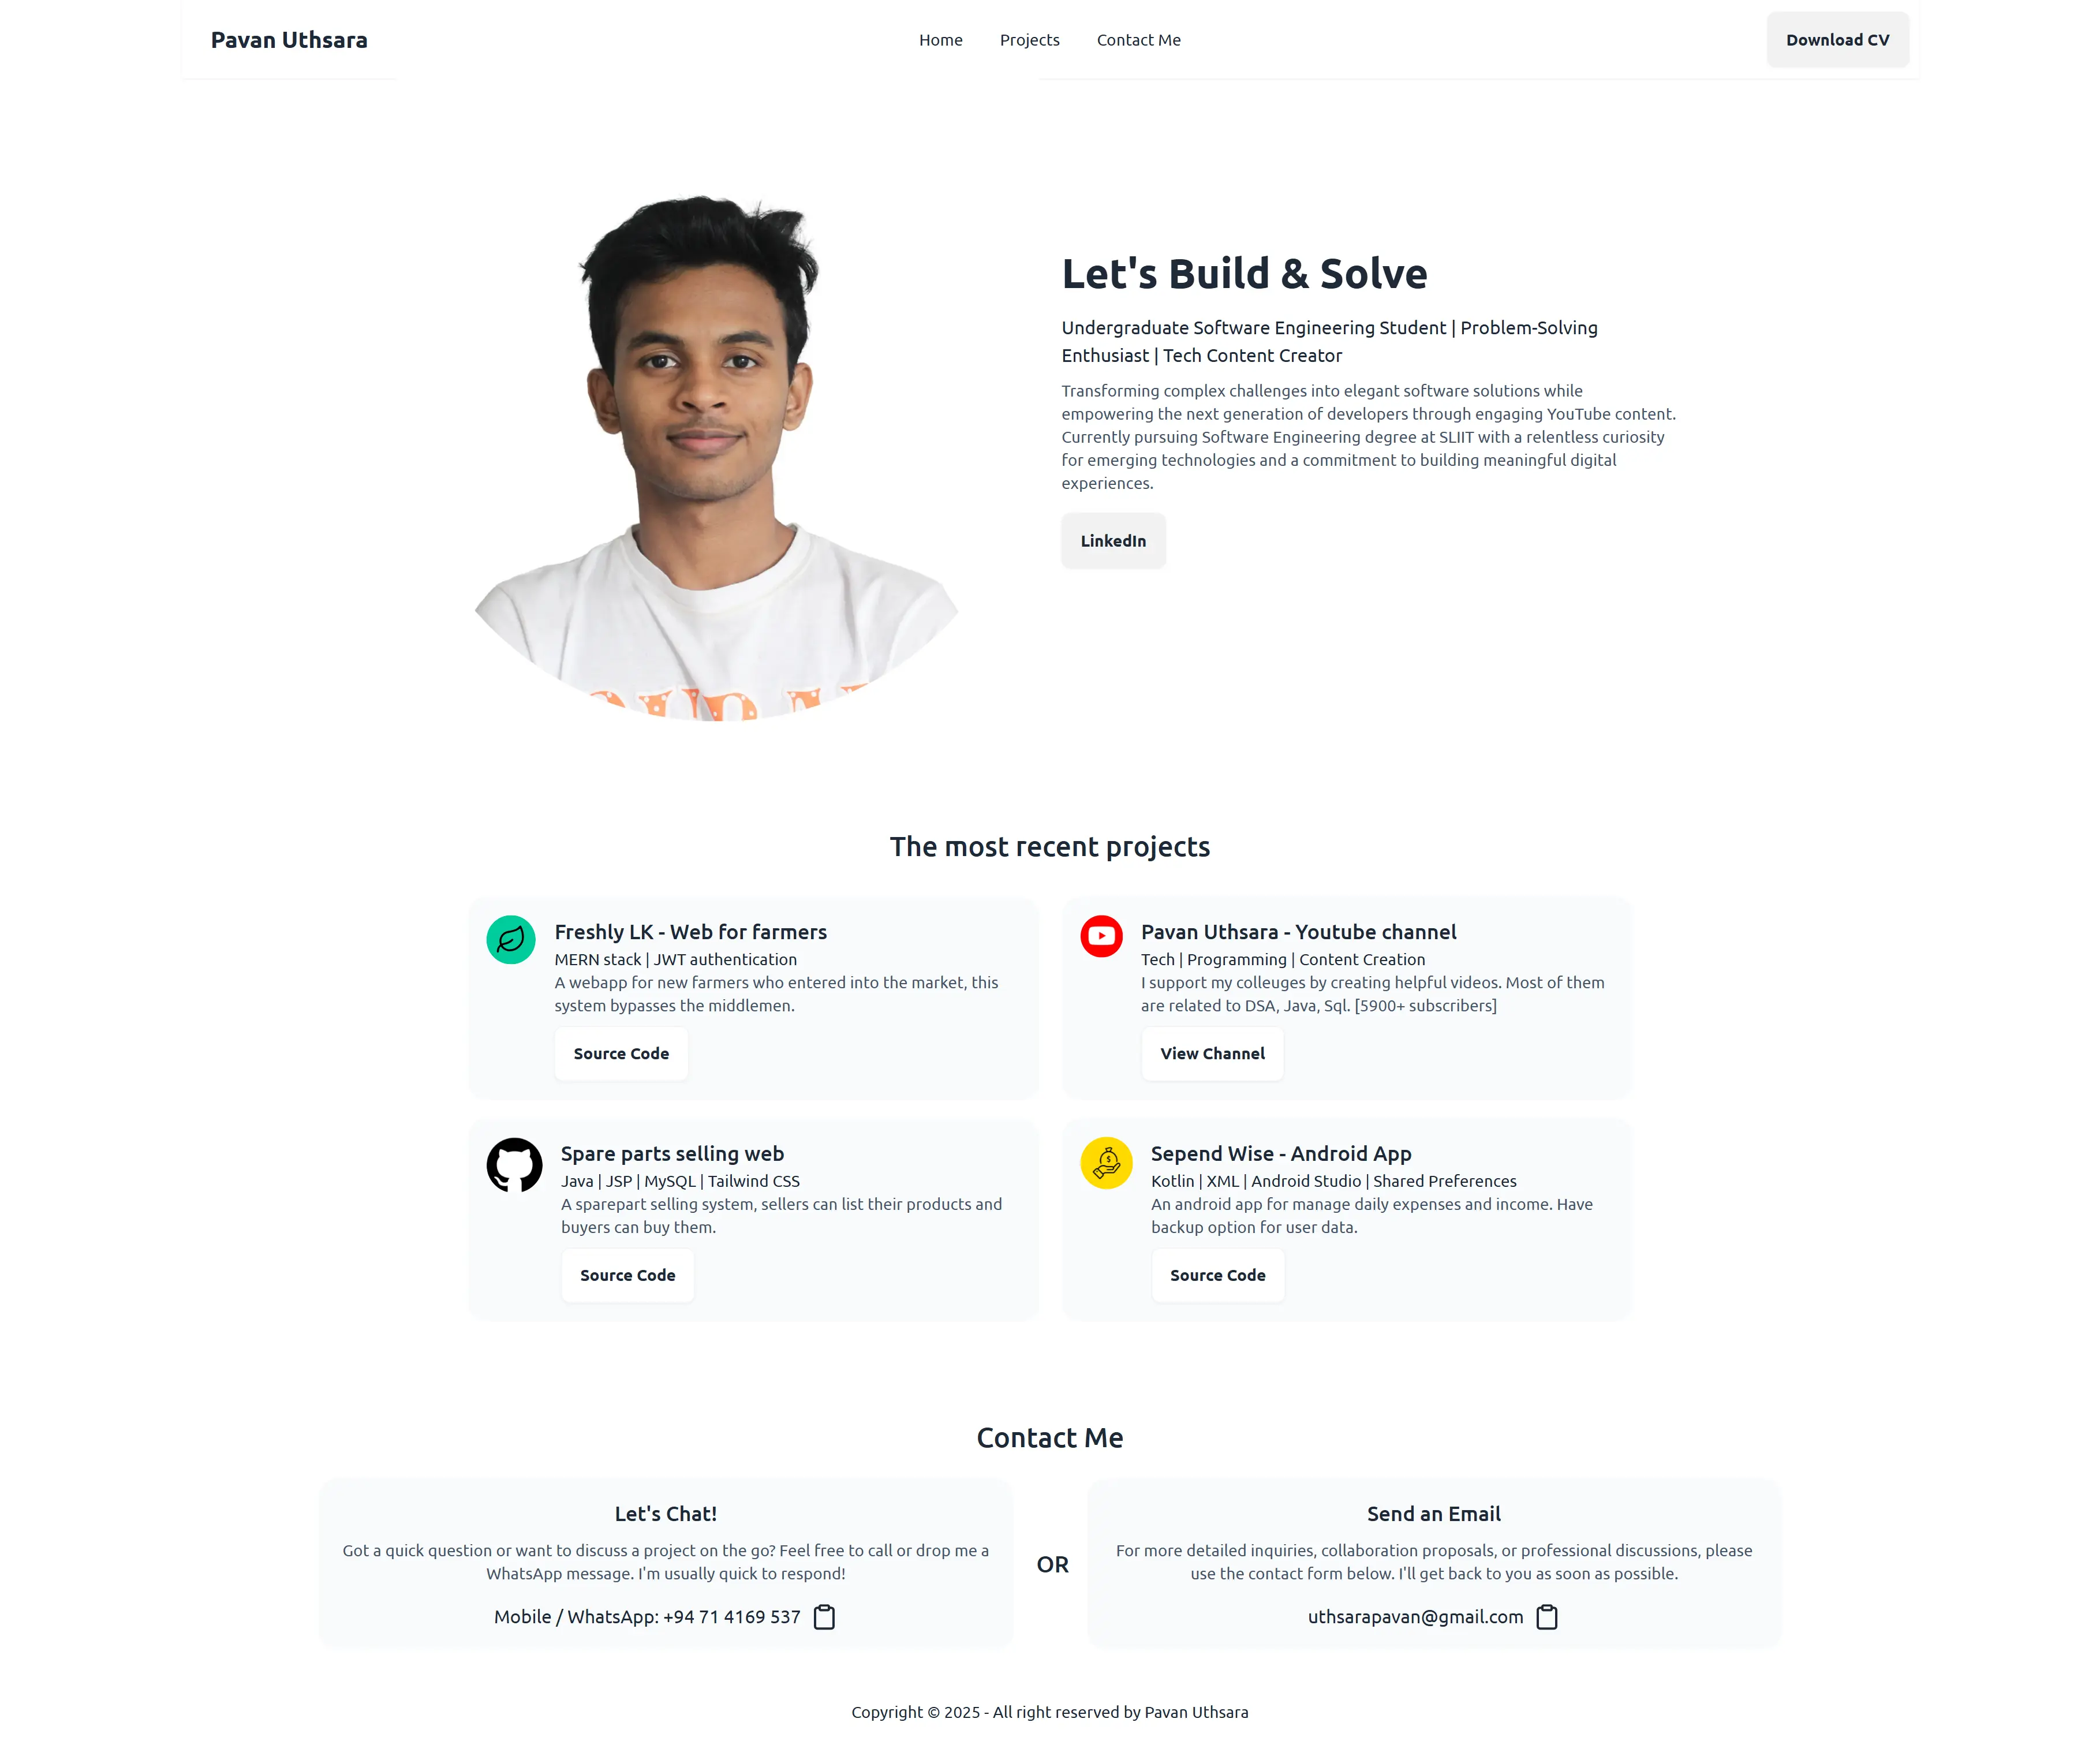 Pavan Uthsara
Home Projects Contact Me
Download CV
Let's Build & Solve
Undergraduate Software Engineering Student | Problem-Solving
Enthusiast | Tech Content Creator
Transforming complex challenges into elegant software solutions while
empowering the next generation of developers through engaging YouTube content.
Currently pursuing Software Engineering degree at SLIIT with a relentless curiosity
for emerging technologies and a commitment to building meaningful digital
experiences.
LinkedIn
The most recent projects
Freshly LK - Web for farmers
MERN stack | JWT authentication
A webapp for new farmers who entered into the market, this
system bypasses the middlemen.
Source Code
Pavan Uthsara - Youtube channel
Tech | Programming | Content Creation
I support my colleuges by creating helpful videos. Most of them
are related to DSA, Java, Sql. [5900+ subscribers]
View Channel
Spare parts selling web
Java | JSP | MySQL | Tailwind CSS
A sparepart selling system, sellers can list their products and
buyers can buy them.
Source Code
Sepend Wise - Android App
Kotlin | XML | Android Studio | Shared Preferences
An android app for manage daily expenses and income. Have
backup option for user data.
Source Code
Contact Me
Let's Chat!
Got a quick question or want to discuss a project on the go? Feel free to call or drop me a
WhatsApp message. I'm usually quick to respond!
Mobile / WhatsApp: +94 71 4169 537
OR
Send an Email
For more detailed inquiries, collaboration proposals, or professional discussions, please
use the contact form below. I'll get back to you as soon as possible.
uthsarapavan@gmail.com
Copyright © 2025 - All right reserved by Pavan Uthsara